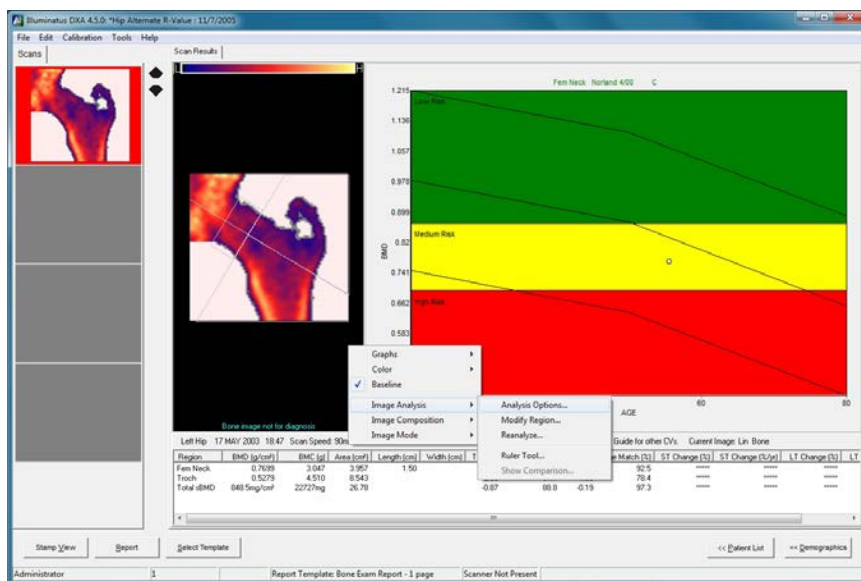 Illuminatus DXA 4.5.0: *Hip Alternate R-Value : 11/7/2005
File Edit Calibration Tools Help
Scans
Scan Results
L H
Fem Neck Norland 4/00 C
1.215
Low Risk
1.136
1.057
0.978
0.899
Medium Risk
0.82
BMD
0.741
0.662
High Risk
0.583
60 80
AGE
Graphs
Color
Baseline
Image Analysis
Image Composition
Image Mode
Analysis Options...
Modify Region...
Reanalyze...
Ruler Tool...
Show Comparison...
Bone image not for diagnosis
Left Hip 17 MAY 2003 18:47 Scan Speed: 90m Guide for other CVs. Current Image: Lin Bone
Region BMD (g/cm²) BMC (g) Area (cm²) Length (cm) Width (cm) T Match (%) ST Change (%) ST Change (%/yr) LT Change (%) LT
Fem Neck 0.7699 3.047 3.957 1.50 92.5 ***** ***** *****
Troch 0.5279 4.510 8.543 78.4 ***** ***** *****
Total sBMD 848.5mg/cm² 22727mg 26.78 -0.87 88.8 -0.19 97.3 ***** ***** *****
Stamp View Report Select Template << Patient List << Demographics
Administrator 1 Report Template: Bone Exam Report - 1 page Scanner Not Present